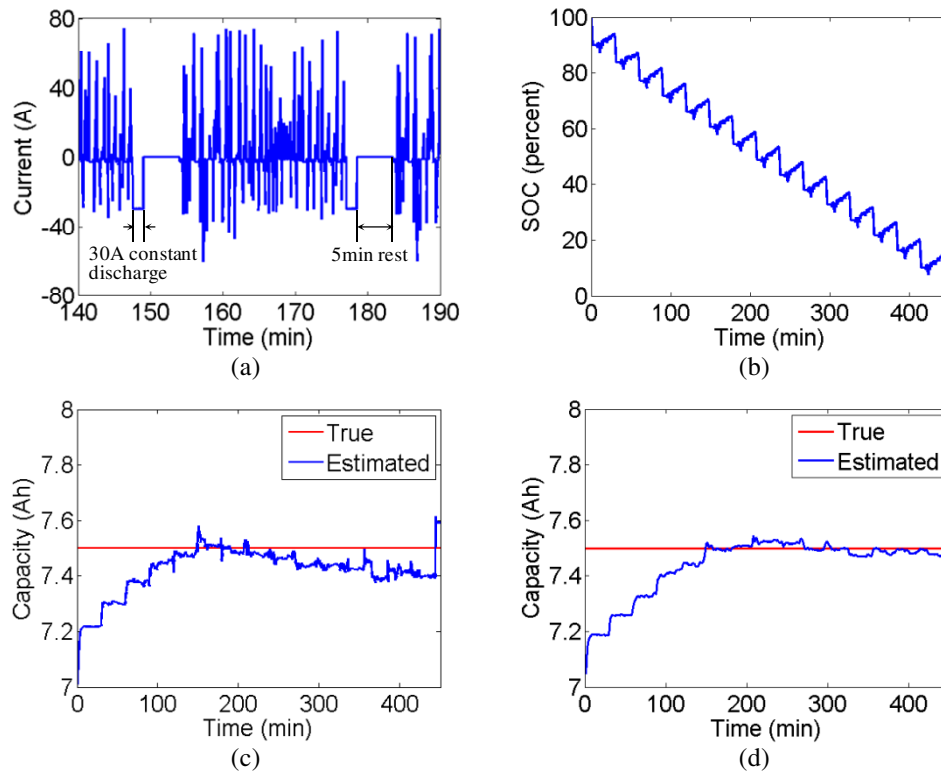 80
40
0
-40
-80
Current (A)
30A constant
discharge
5min rest
140 150 160 170 180 190
Time (min)
(a)
100
80
60
40
20
0
SOC (percent)
0 100 200 300 400
Time (min)
(b)
8
7.8
7.6
7.4
7.2
7
Capacity (Ah)
True
Estimated
0 100 200 300 400
Time (min)
(c)
8
7.8
7.6
7.4
7.2
7
Capacity (Ah)
True
Estimated
0 100 200 300 400
Time (min)
(d)